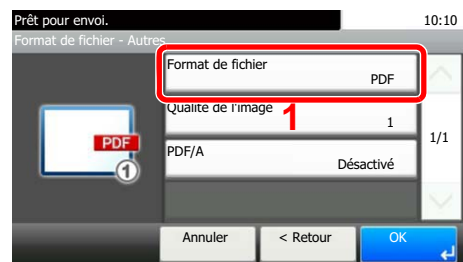 Prêt pour envoi. 10:10
Format de fichier - Autres
Format de fichier
PDF
Qualité de l'image
1
1
PDF/A
Désactivé
1/1
PDF
1
Annuler < Retour OK